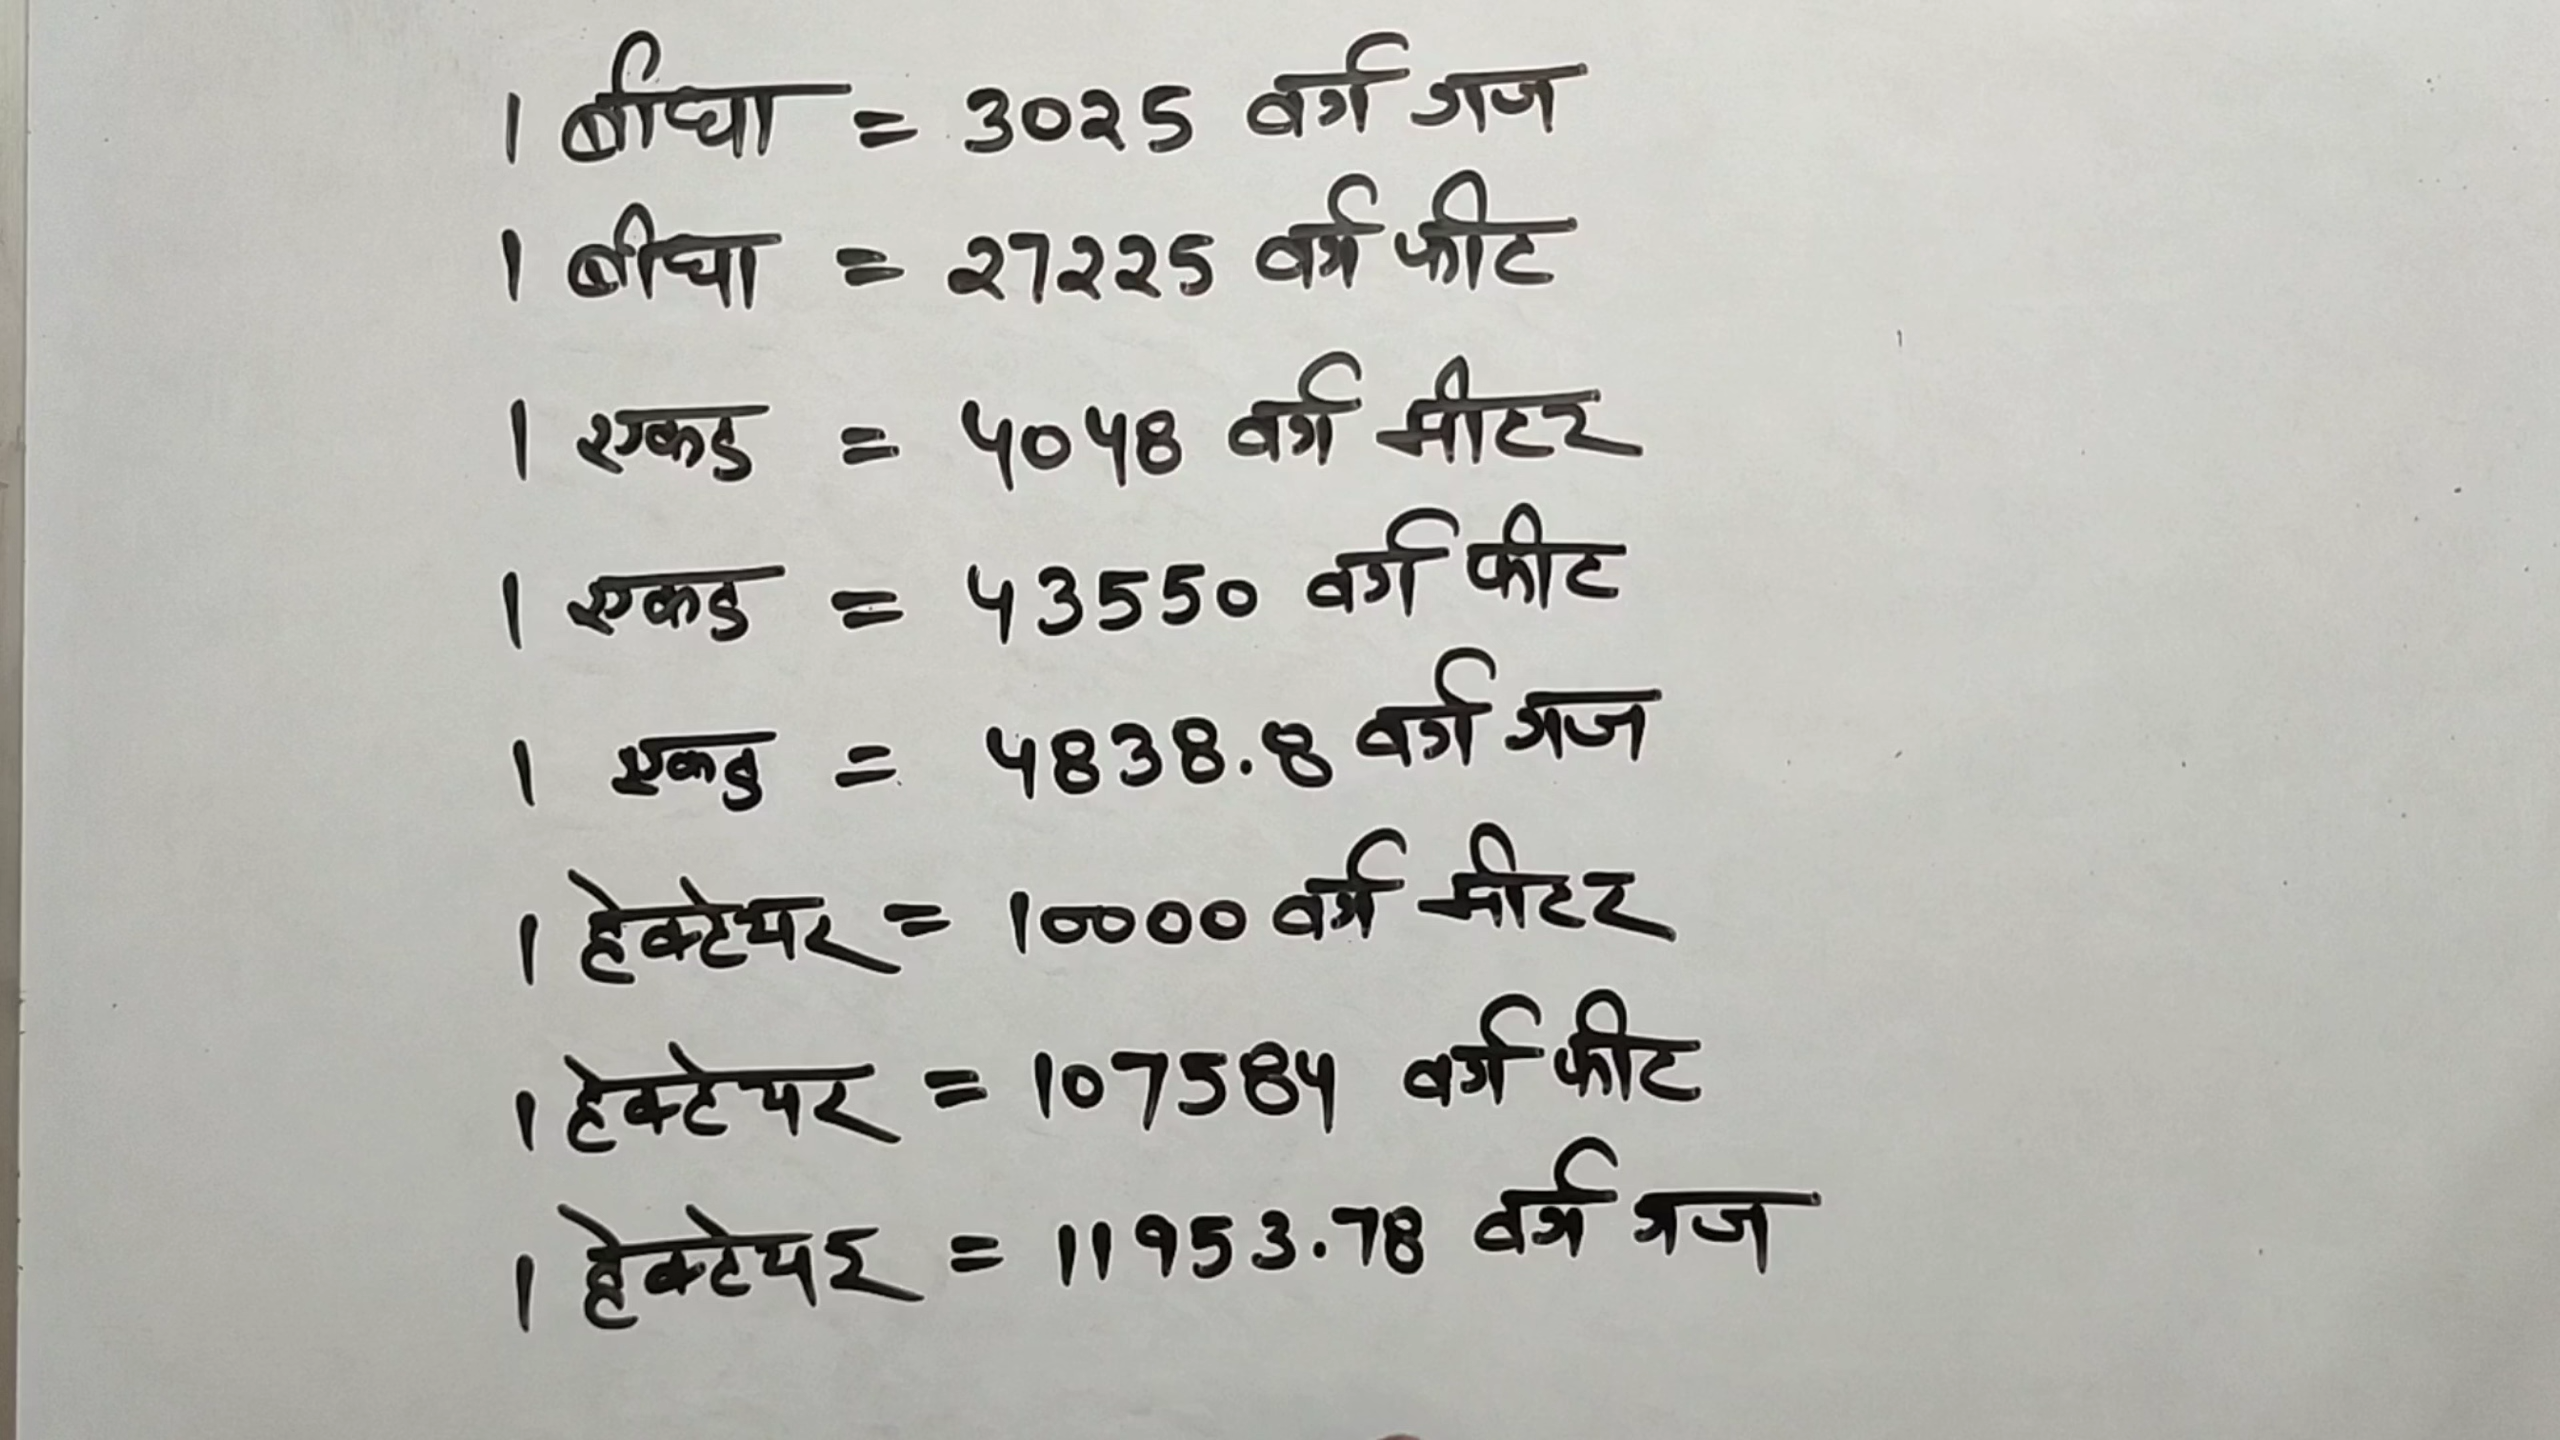 1 बीघा = 3025 वर्ग गज
1 बीघा = 27225 वर्ग फीट
1 एकड = 4048 वर्ग मीटर
1 एकड = 43550 वर्ग फीट
1 एकड = 4838.8 वर्ग गज
1 हेक्टेयर = 10000 वर्ग मीटर
1 हेक्टेयर = 107584 वर्ग फीट
1 हेक्टेयर = 11953.78 वर्ग गज